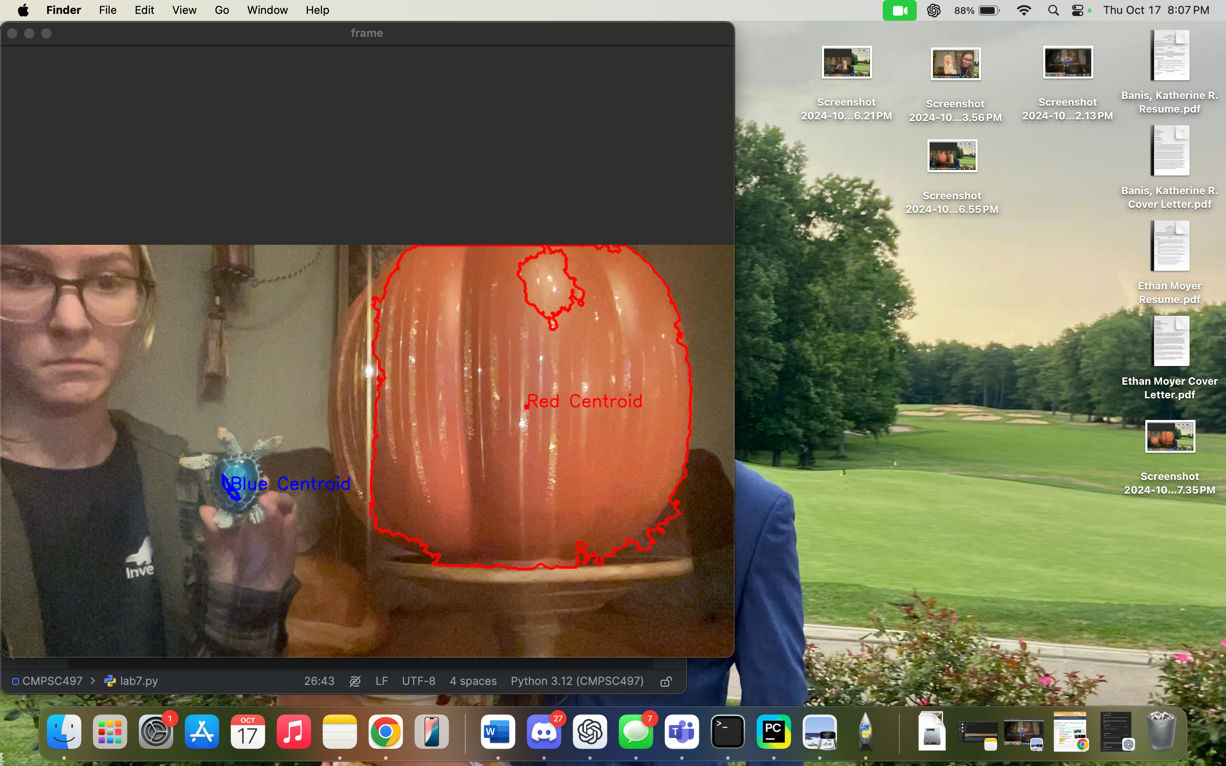 Finder File Edit View Go Window Help
88% Thu Oct 17 8:07 PM
frame
Screenshot
2024-10...6.21 PM
Screenshot
2024-10...3.56 PM
Screenshot
2024-10...2.13 PM
Banis, Katherine R.
Resume.pdf
Screenshot
2024-10...6.55 PM
Banis, Katherine R.
Cover Letter.pdf
Ethan Moyer
Resume.pdf
Ethan Moyer Cover
Letter.pdf
Screenshot
2024-10...7.35 PM
Red Centroid
Blue Centroid
Inve
CMPSC497 > lab7.py 26:43 LF UTF-8 4 spaces Python 3.12 (CMPSC497)
1 OCT 17 W 27 7 >_ PC